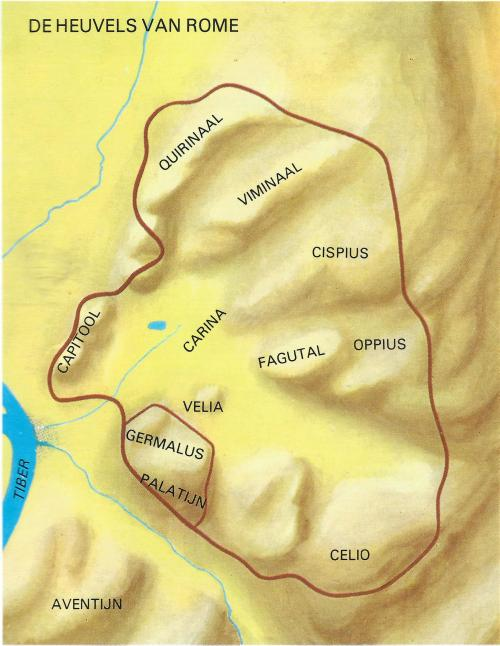 DE HEUVELS VAN ROME
QUIRINAAL
VIMINAAL
CISPIUS
CAPITOOL
CARINA
FAGUTAL
OPPIUS
VELIA
GERMALUS
TIBER
PALATIJN
CELIO
AVENTIJN